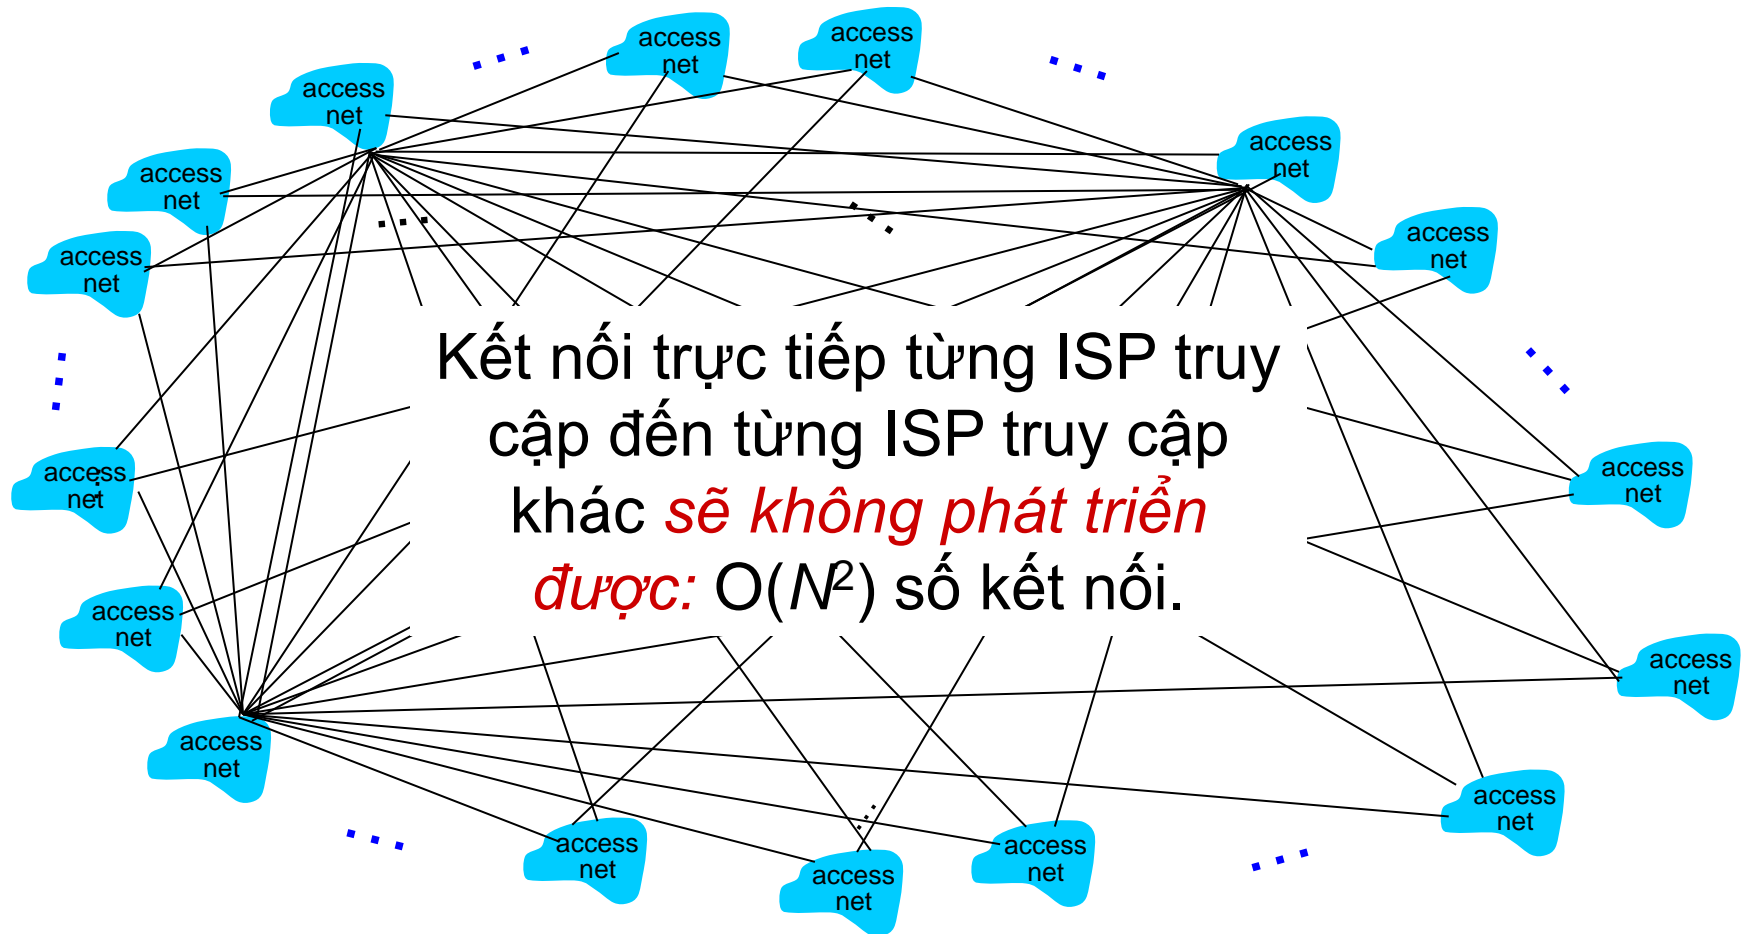 access
net
access
net
access
net
access
net
access
net
access
net
access
net
Kết nối trực tiếp từng ISP truy
cập đến từng ISP truy cập
khác sẽ không phát triển
được: O(N²) số kết nối.
access
net
access
net
access
net
access
net
access
net
access
net
access
net
access
net
access
net